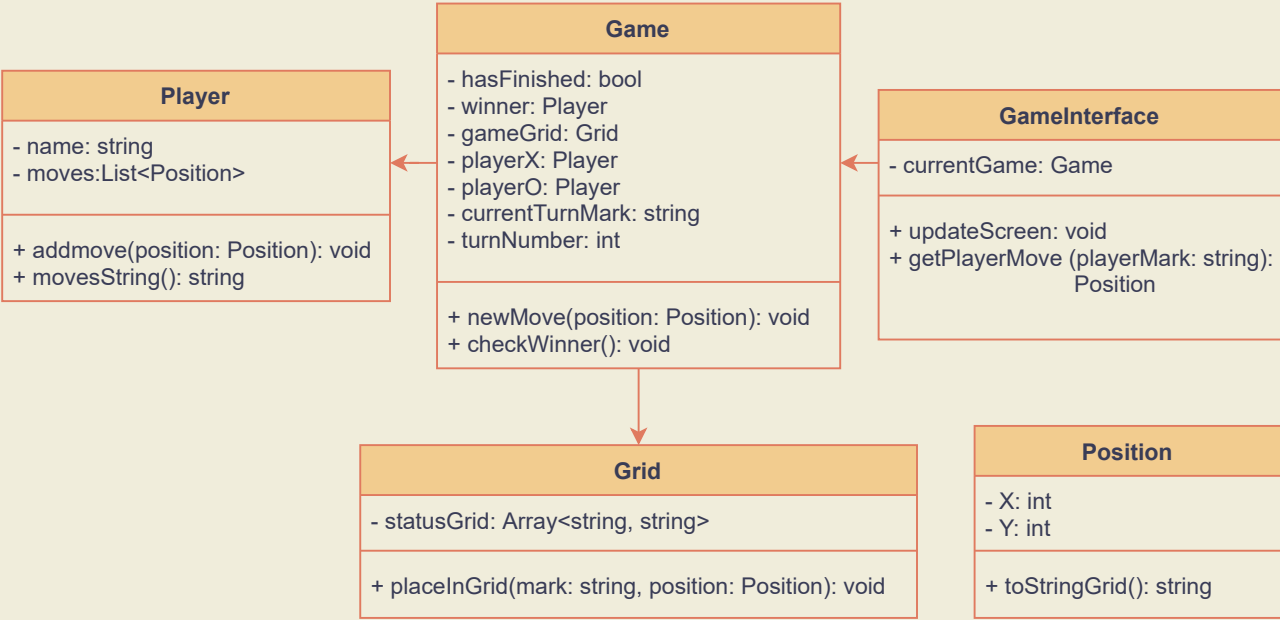 Game
- hasFinished: bool
- winner: Player
- gameGrid: Grid
- playerX: Player
- playerO: Player
- currentTurnMark: string
- turnNumber: int
+ newMove(position: Position): void
+ checkWinner(): void
Player
- name: string
- moves:List<Position>
+ addmove(position: Position): void
+ movesString(): string
GameInterface
- currentGame: Game
+ updateScreen: void
+ getPlayerMove (playerMark: string):
Position
Grid
- statusGrid: Array<string, string>
+ placeInGrid(mark: string, position: Position): void
Position
- X: int
- Y: int
+ toStringGrid(): string